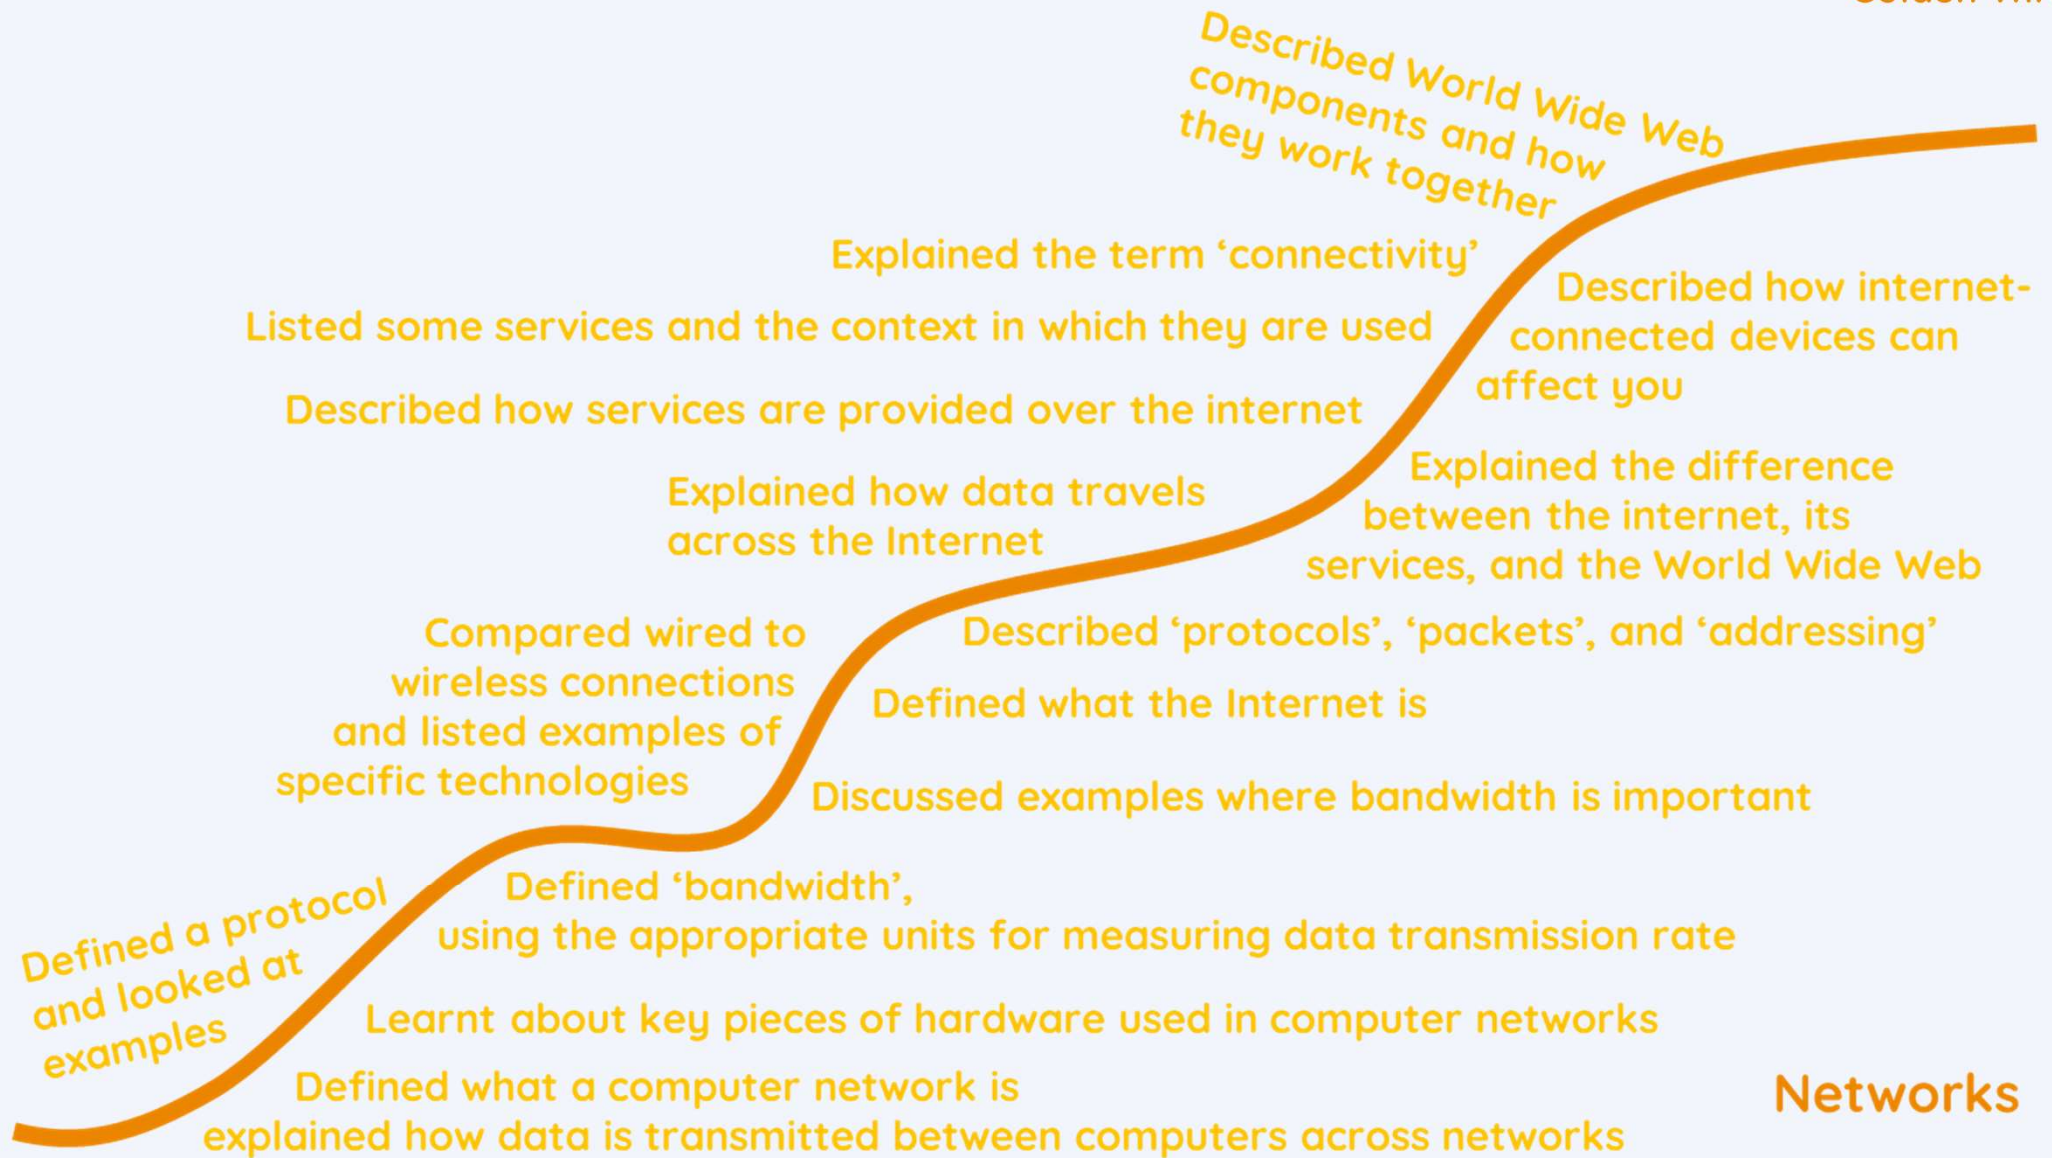 Golden
Described World Wide Web
components and how
they work together
Explained the term ‘connectivity’
Described how internet-
connected devices can
affect you
Listed some services and the context in which they are used
Described how services are provided over the internet
Explained the difference
between the internet, its
services, and the World Wide Web
Explained how data travels
across the Internet
Compared wired to
wireless connections
and listed examples of
specific technologies
Described ‘protocols’, ‘packets’, and ‘addressing’
Defined what the Internet is
Discussed examples where bandwidth is important
Defined a protocol
and looked at
examples
Defined ‘bandwidth’,
using the appropriate units for measuring data transmission rate
Learnt about key pieces of hardware used in computer networks
Defined what a computer network is
explained how data is transmitted between computers across networks
Networks